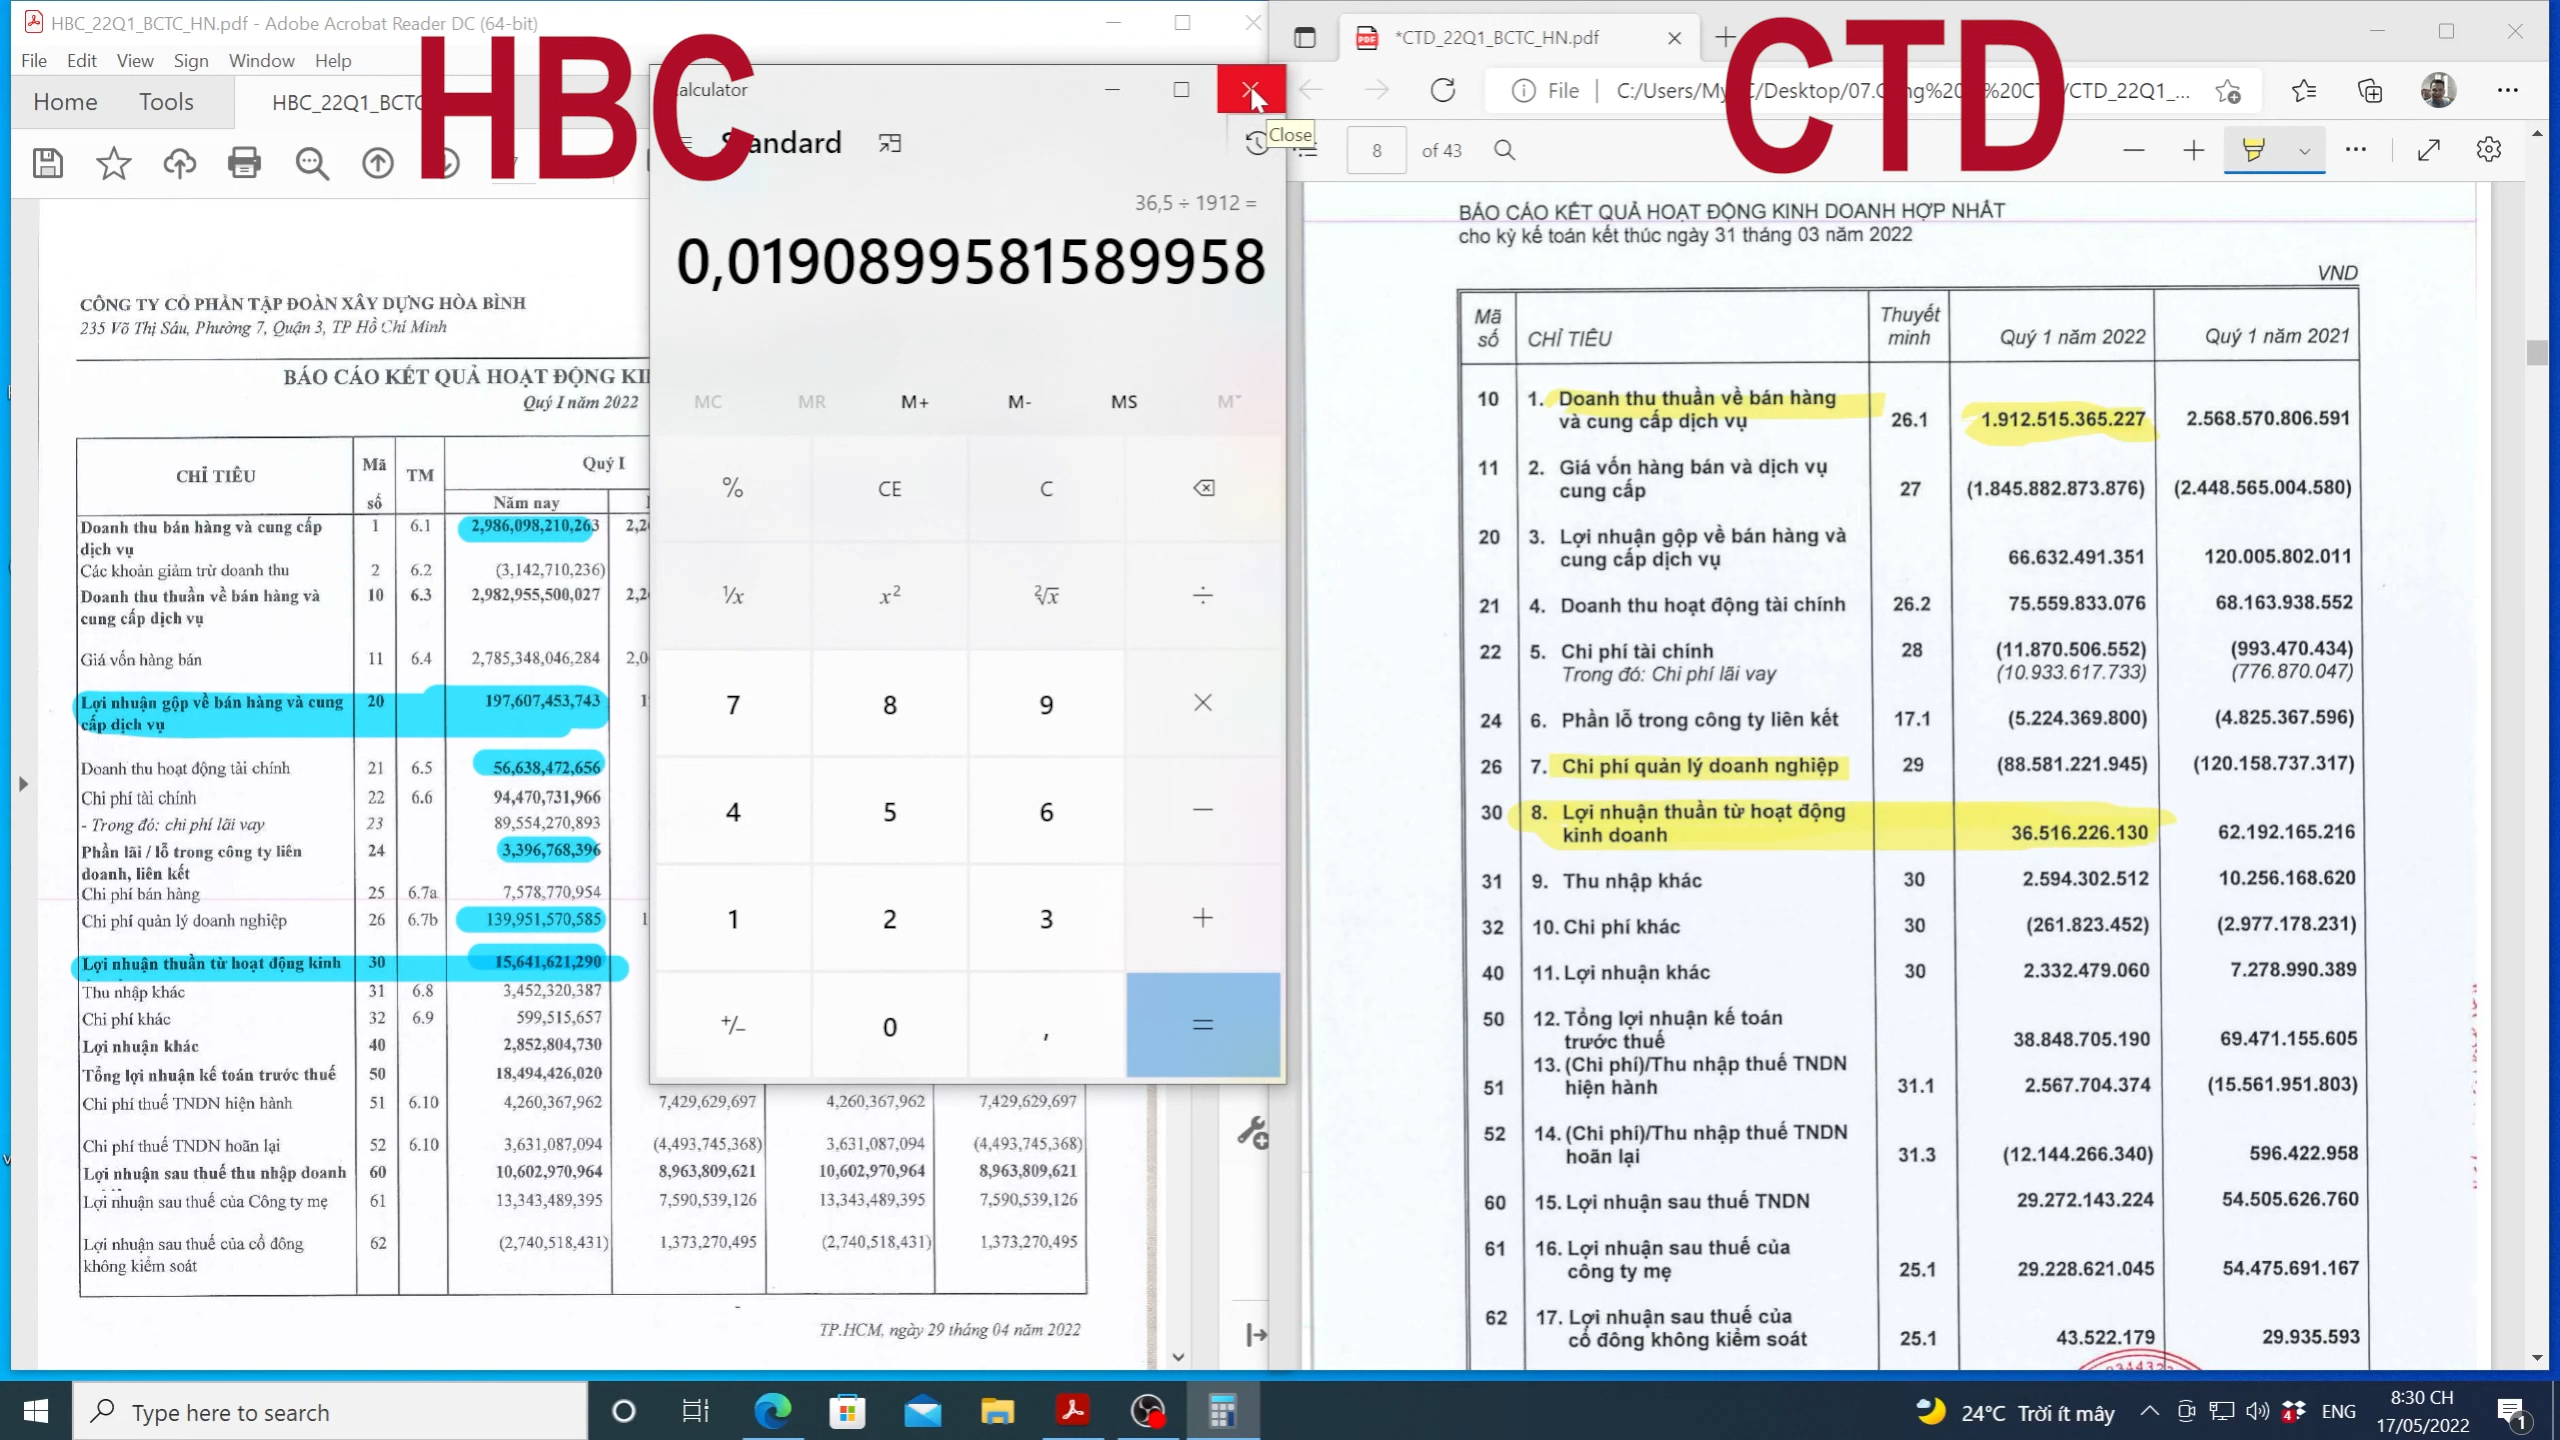 HBC_22Q1_BCTC_HN.pdf - Adobe Acrobat Reader DC (64-bit)
File Edit View Sign Window Help
HBC
Home Tools HBC_22Q1_BCTC
CÔNG TY CỔ PHẦN TẬP ĐOÀN XÂY DỰNG HÒA BÌNH
235 Võ Thị Sáu, Phường 7, Quận 3, TP Hồ Chí Minh
BÁO CÁO KẾT QUẢ HOẠT ĐỘNG
Quý I năm 2022
CHỈ TIÊU Mã số TM Quý I
Năm nay
Doanh thu bán hàng và cung cấp 1 6.1 2,986,098,210,263
dịch vụ
Các khoản giảm trừ doanh thu 2 6.2 (3,142,710,236)
Doanh thu thuần về bán hàng và 10 6.3 2,982,955,500,027
cung cấp dịch vụ
Giá vốn hàng bán 11 6.4 2,785,348,046,284
Lợi nhuận gộp về bán hàng và cung 20 197,607,453,743
cấp dịch vụ
Doanh thu hoạt động tài chính 21 6.5 56,638,472,656
Chi phí tài chính 22 6.6 94,470,731,966
- Trong đó: chi phí lãi vay 23 89,554,270,893
Phần lãi / lỗ trong công ty liên 24 3,396,768,396
doanh, liên kết
Chi phí bán hàng 25 6.7a 7,578,770,954
Chi phí quản lý doanh nghiệp 26 6.7b 139,951,570,585
Lợi nhuận thuần từ hoạt động kinh 30 15,641,621,290
Thu nhập khác 31 6.8 3,452,320,387
Chi phí khác 32 6.9 599,515,657
Lợi nhuận khác 40 2,852,804,730
Tổng lợi nhuận kế toán trước thuế 50 18,494,426,020
Chi phí thuế TNDN hiện hành 51 6.10 4,260,367,962 7,429,629,697 4,260,367,962 7,429,629,697
Chi phí thuế TNDN hoãn lại 52 6.10 3,631,087,094 (4,493,745,368) 3,631,087,094 (4,493,745,368)
Lợi nhuận sau thuế thu nhập doanh 60 10,602,970,964 8,963,809,621 10,602,970,964 8,963,809,621
Lợi nhuận sau thuế của Công ty mẹ 61 13,343,489,395 7,590,539,126 13,343,489,395 7,590,539,126
Lợi nhuận sau thuế của cổ đông 62 (2,740,518,431) 1,373,270,495 (2,740,518,431) 1,373,270,495
không kiểm soát
TP.HCM, ngày 29 tháng 04 năm 2022
alculator
Close
Standard
36,5 ÷ 1912 =
0,0190899581589958
MC MR M+ M- MS M˅
% CE C
¹/x x² ²√x ÷
7 8 9 ×
4 5 6 −
1 2 3 +
+/− 0 , =
*CTD_22Q1_BCTC_HN.pdf
CTD
File C:/Users/My
C/Desktop/07.C
CTD_22Q1_...
8 of 43
BÁO CÁO KẾT QUẢ HOẠT ĐỘNG KINH DOANH HỢP NHẤT
cho kỳ kế toán kết thúc ngày 31 tháng 03 năm 2022
VND
Mã số CHỈ TIÊU Thuyết minh Quý 1 năm 2022 Quý 1 năm 2021
10 1. Doanh thu thuần về bán hàng
và cung cấp dịch vụ 26.1 1.912.515.365.227 2.568.570.806.591
11 2. Giá vốn hàng bán và dịch vụ
cung cấp 27 (1.845.882.873.876) (2.448.565.004.580)
20 3. Lợi nhuận gộp về bán hàng và
cung cấp dịch vụ 66.632.491.351 120.005.802.011
21 4. Doanh thu hoạt động tài chính 26.2 75.559.833.076 68.163.938.552
22 5. Chi phí tài chính 28 (11.870.506.552) (993.470.434)
Trong đó: Chi phí lãi vay (10.933.617.733) (776.870.047)
24 6. Phần lỗ trong công ty liên kết 17.1 (5.224.369.800) (4.825.367.596)
26 7. Chi phí quản lý doanh nghiệp 29 (88.581.221.945) (120.158.737.317)
30 8. Lợi nhuận thuần từ hoạt động
kinh doanh 36.516.226.130 62.192.165.216
31 9. Thu nhập khác 30 2.594.302.512 10.256.168.620
32 10. Chi phí khác 30 (261.823.452) (2.977.178.231)
40 11. Lợi nhuận khác 30 2.332.479.060 7.278.990.389
50 12. Tổng lợi nhuận kế toán
trước thuế 38.848.705.190 69.471.155.605
13. (Chi phí)/Thu nhập thuế TNDN
51 hiện hành 31.1 2.567.704.374 (15.561.951.803)
52 14. (Chi phí)/Thu nhập thuế TNDN
hoãn lại 31.3 (12.144.266.340) 596.422.958
60 15. Lợi nhuận sau thuế TNDN 29.272.143.224 54.505.626.760
61 16. Lợi nhuận sau thuế của
công ty mẹ 25.1 29.228.621.045 54.475.691.167
62 17. Lợi nhuận sau thuế của
cổ đông không kiểm soát 25.1 43.522.179 29.935.593
Type here to search
24°C Trời ít mây
4
ENG
8:30 CH
17/05/2022
1